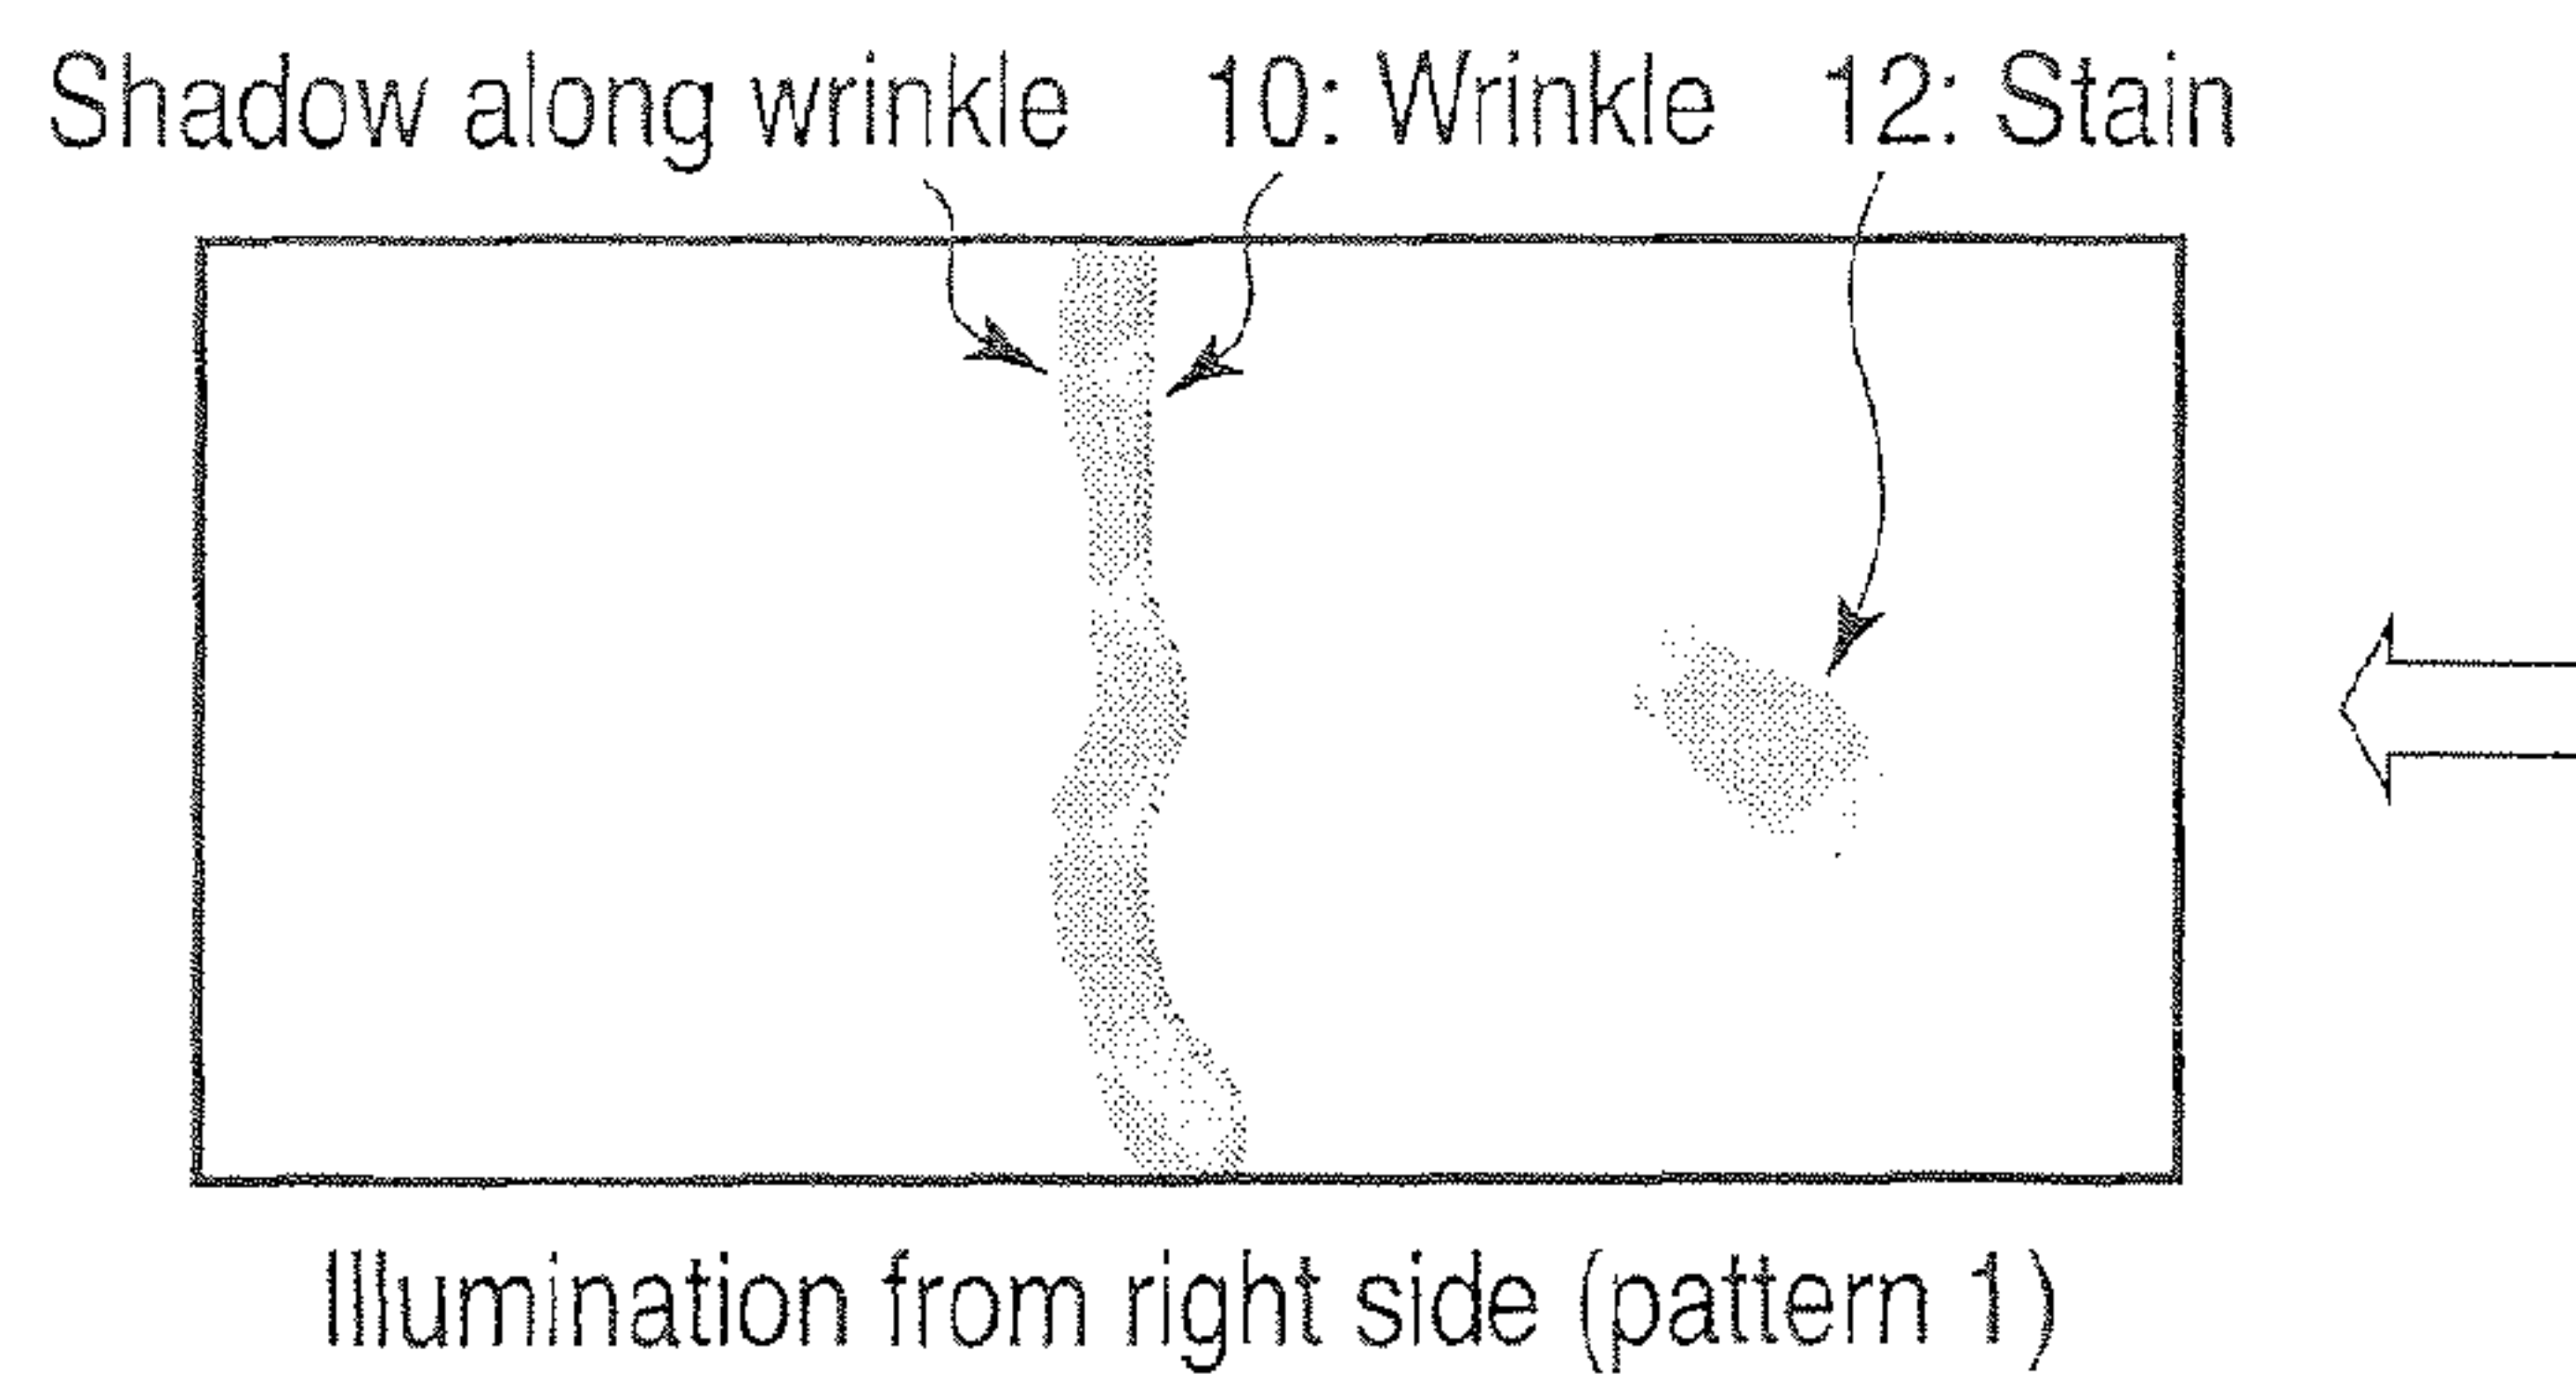 Shadow along wrinkle 10: Wrinkle 12: Stain
Illumination from right side (pattern 1)